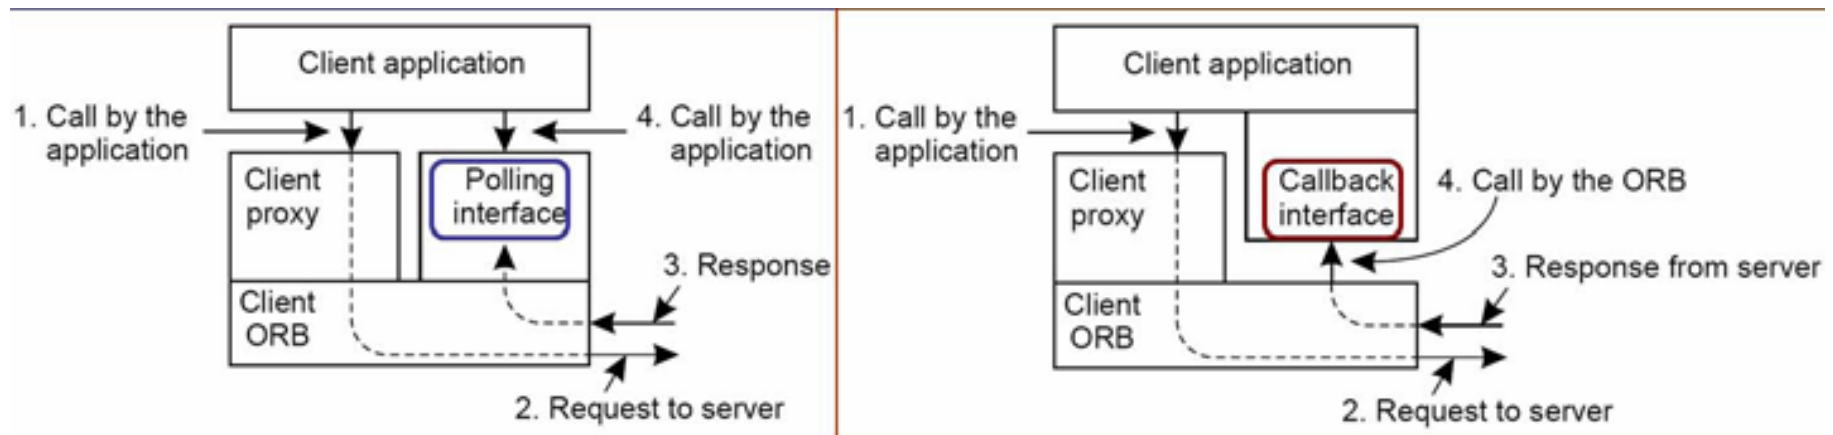 Client application
1. Call by the
application
4. Call by the
application
Client
proxy
Polling
interface
3. Response
Client
ORB
2. Request to server
Client application
1. Call by the
application
Client
proxy
Callback
interface
4. Call by the ORB
3. Response from server
Client
ORB
2. Request to server